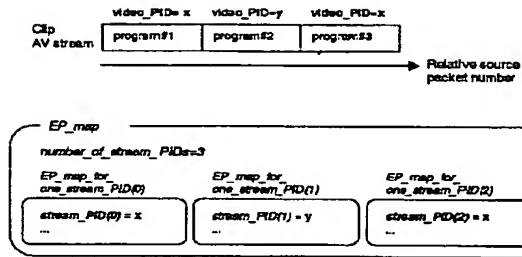 video_PID= x video_PID=y video_PID=x
Clip
AV stream
program#1 program#2 program#3
Relative source
packet number
EP_map
number_of_stream_PIDs=3
EP_map_for_
one_stream_PID(0)
EP_map_for_
one_stream_PID(1)
EP_map_for_
one_stream_PID(2)
stream_PID(0) = x
...
stream_PID(1) = y
...
stream_PID(2) = x
...